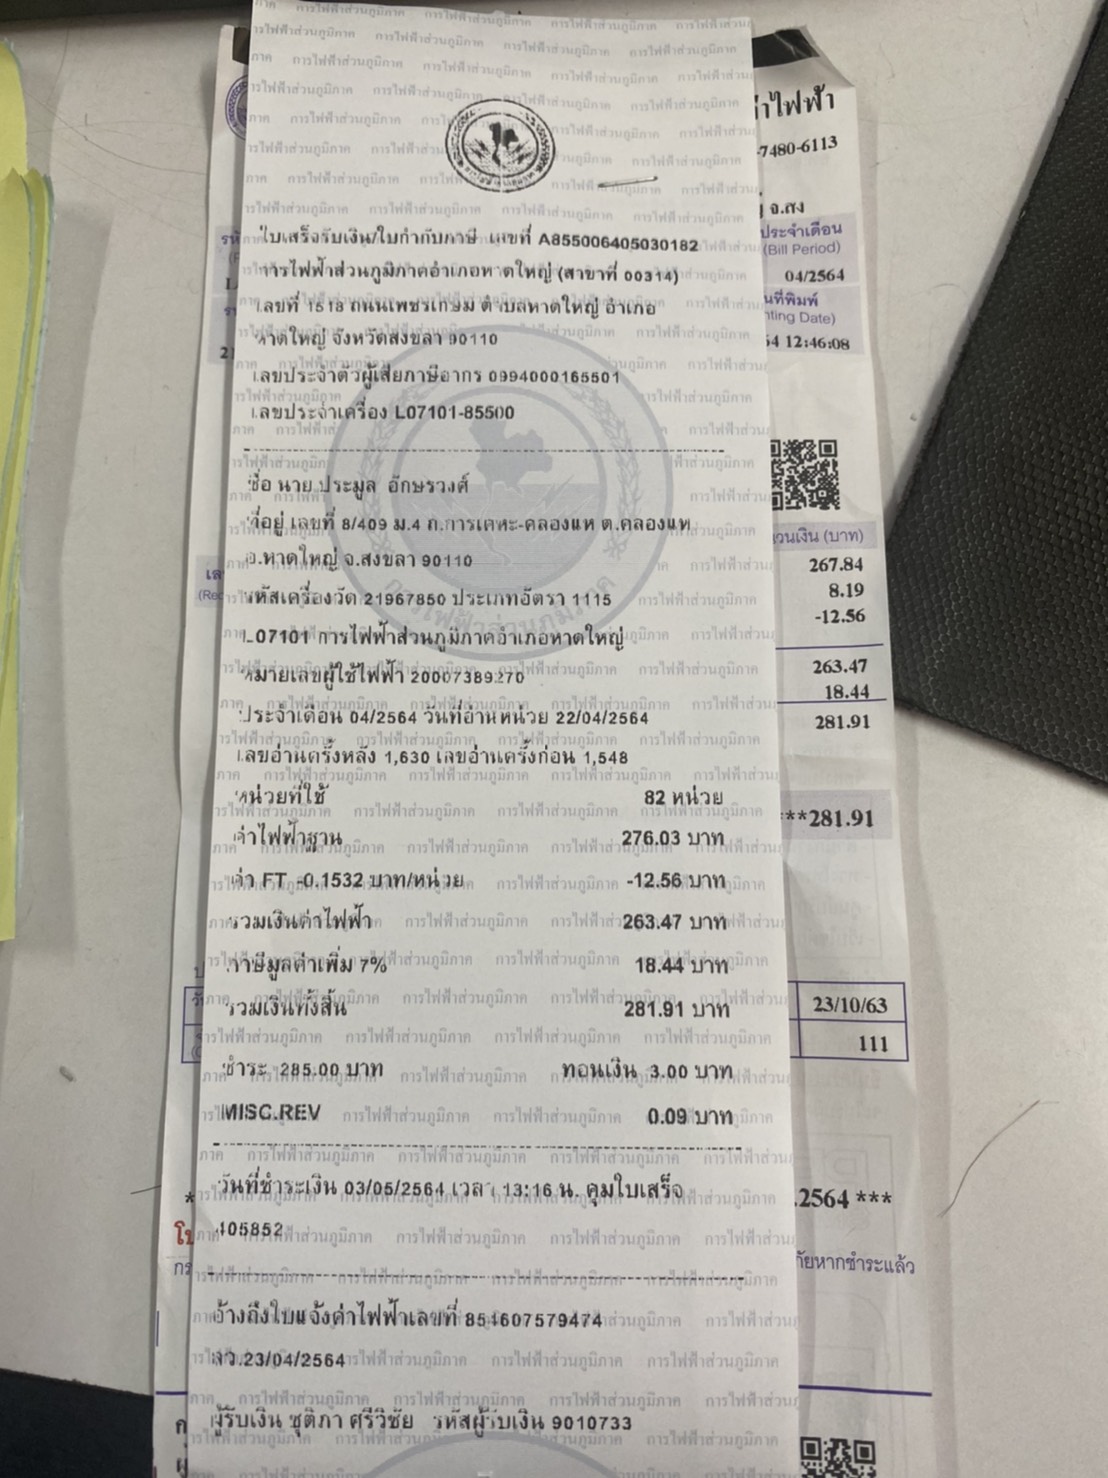 ใบเสร็จรับเงิน/ใบกำกับภาษี เลขที่ A855006405030182
การไฟฟ้าส่วนภูมิภาคอำเภอหาดใหญ่ (สาขาที่ 00314)
เลขที่ 1518 ถนนเพชรเกษม ตำบลหาดใหญ่ อำเภอ
หาดใหญ่ จังหวัดสงขลา 90110
เลขประจำตัวผู้เสียภาษีอากร 0994000165501
เลขประจำเครื่อง L07101-85500
ชื่อ นาย ประมูล อักษรวงศ์
ที่อยู่ เลขที่ 8/409 ม.4 ถ.การเคหะ-คลองแห ต.คลองแห
อ.หาดใหญ่ จ.สงขลา 90110
รหัสเครื่องวัด 21967850 ประเภทอัตรา 1115
L07101 การไฟฟ้าส่วนภูมิภาคอำเภอหาดใหญ่
หมายเลขผู้ใช้ไฟฟ้า 20007389270
ประจำเดือน 04/2564 วันที่อ่านหน่วย 22/04/2564
เลขอ่านครั้งหลัง 1,630 เลขอ่านครั้งก่อน 1,548
หน่วยที่ใช้ 82 หน่วย
ค่าไฟฟ้าฐาน 276.03 บาท
ค่า FT -0.1532 บาท/หน่วย -12.56 บาท
รวมเงินค่าไฟฟ้า 263.47 บาท
ภาษีมูลค่าเพิ่ม 7% 18.44 บาท
รวมเงินทั้งสิ้น 281.91 บาท
ชำระ 285.00 บาท ทอนเงิน 3.00 บาท
MISC.REV 0.09 บาท
วันที่ชำระเงิน 03/05/2564 เวลา 13:16 น. คุมใบเสร็จ
405852
อ้างถึงใบแจ้งค่าไฟฟ้าเลขที่ 854607579474
ลว.23/04/2564
ผู้รับเงิน ชุติภา ศรีวิชัย รหัสผู้รับเงิน 9010733
ค่าไฟฟ้า
-7480-6113
จ.สง
ประจำเดือน
(Bill Period)
04/2564
วันที่พิมพ์
nting Date)
64 12:46:08
จำนวนเงิน (บาท)
267.84
8.19
-12.56
263.47
18.44
281.91
***281.91
23/10/63
111
.2564 ***
ภัยหากชำระแล้ว